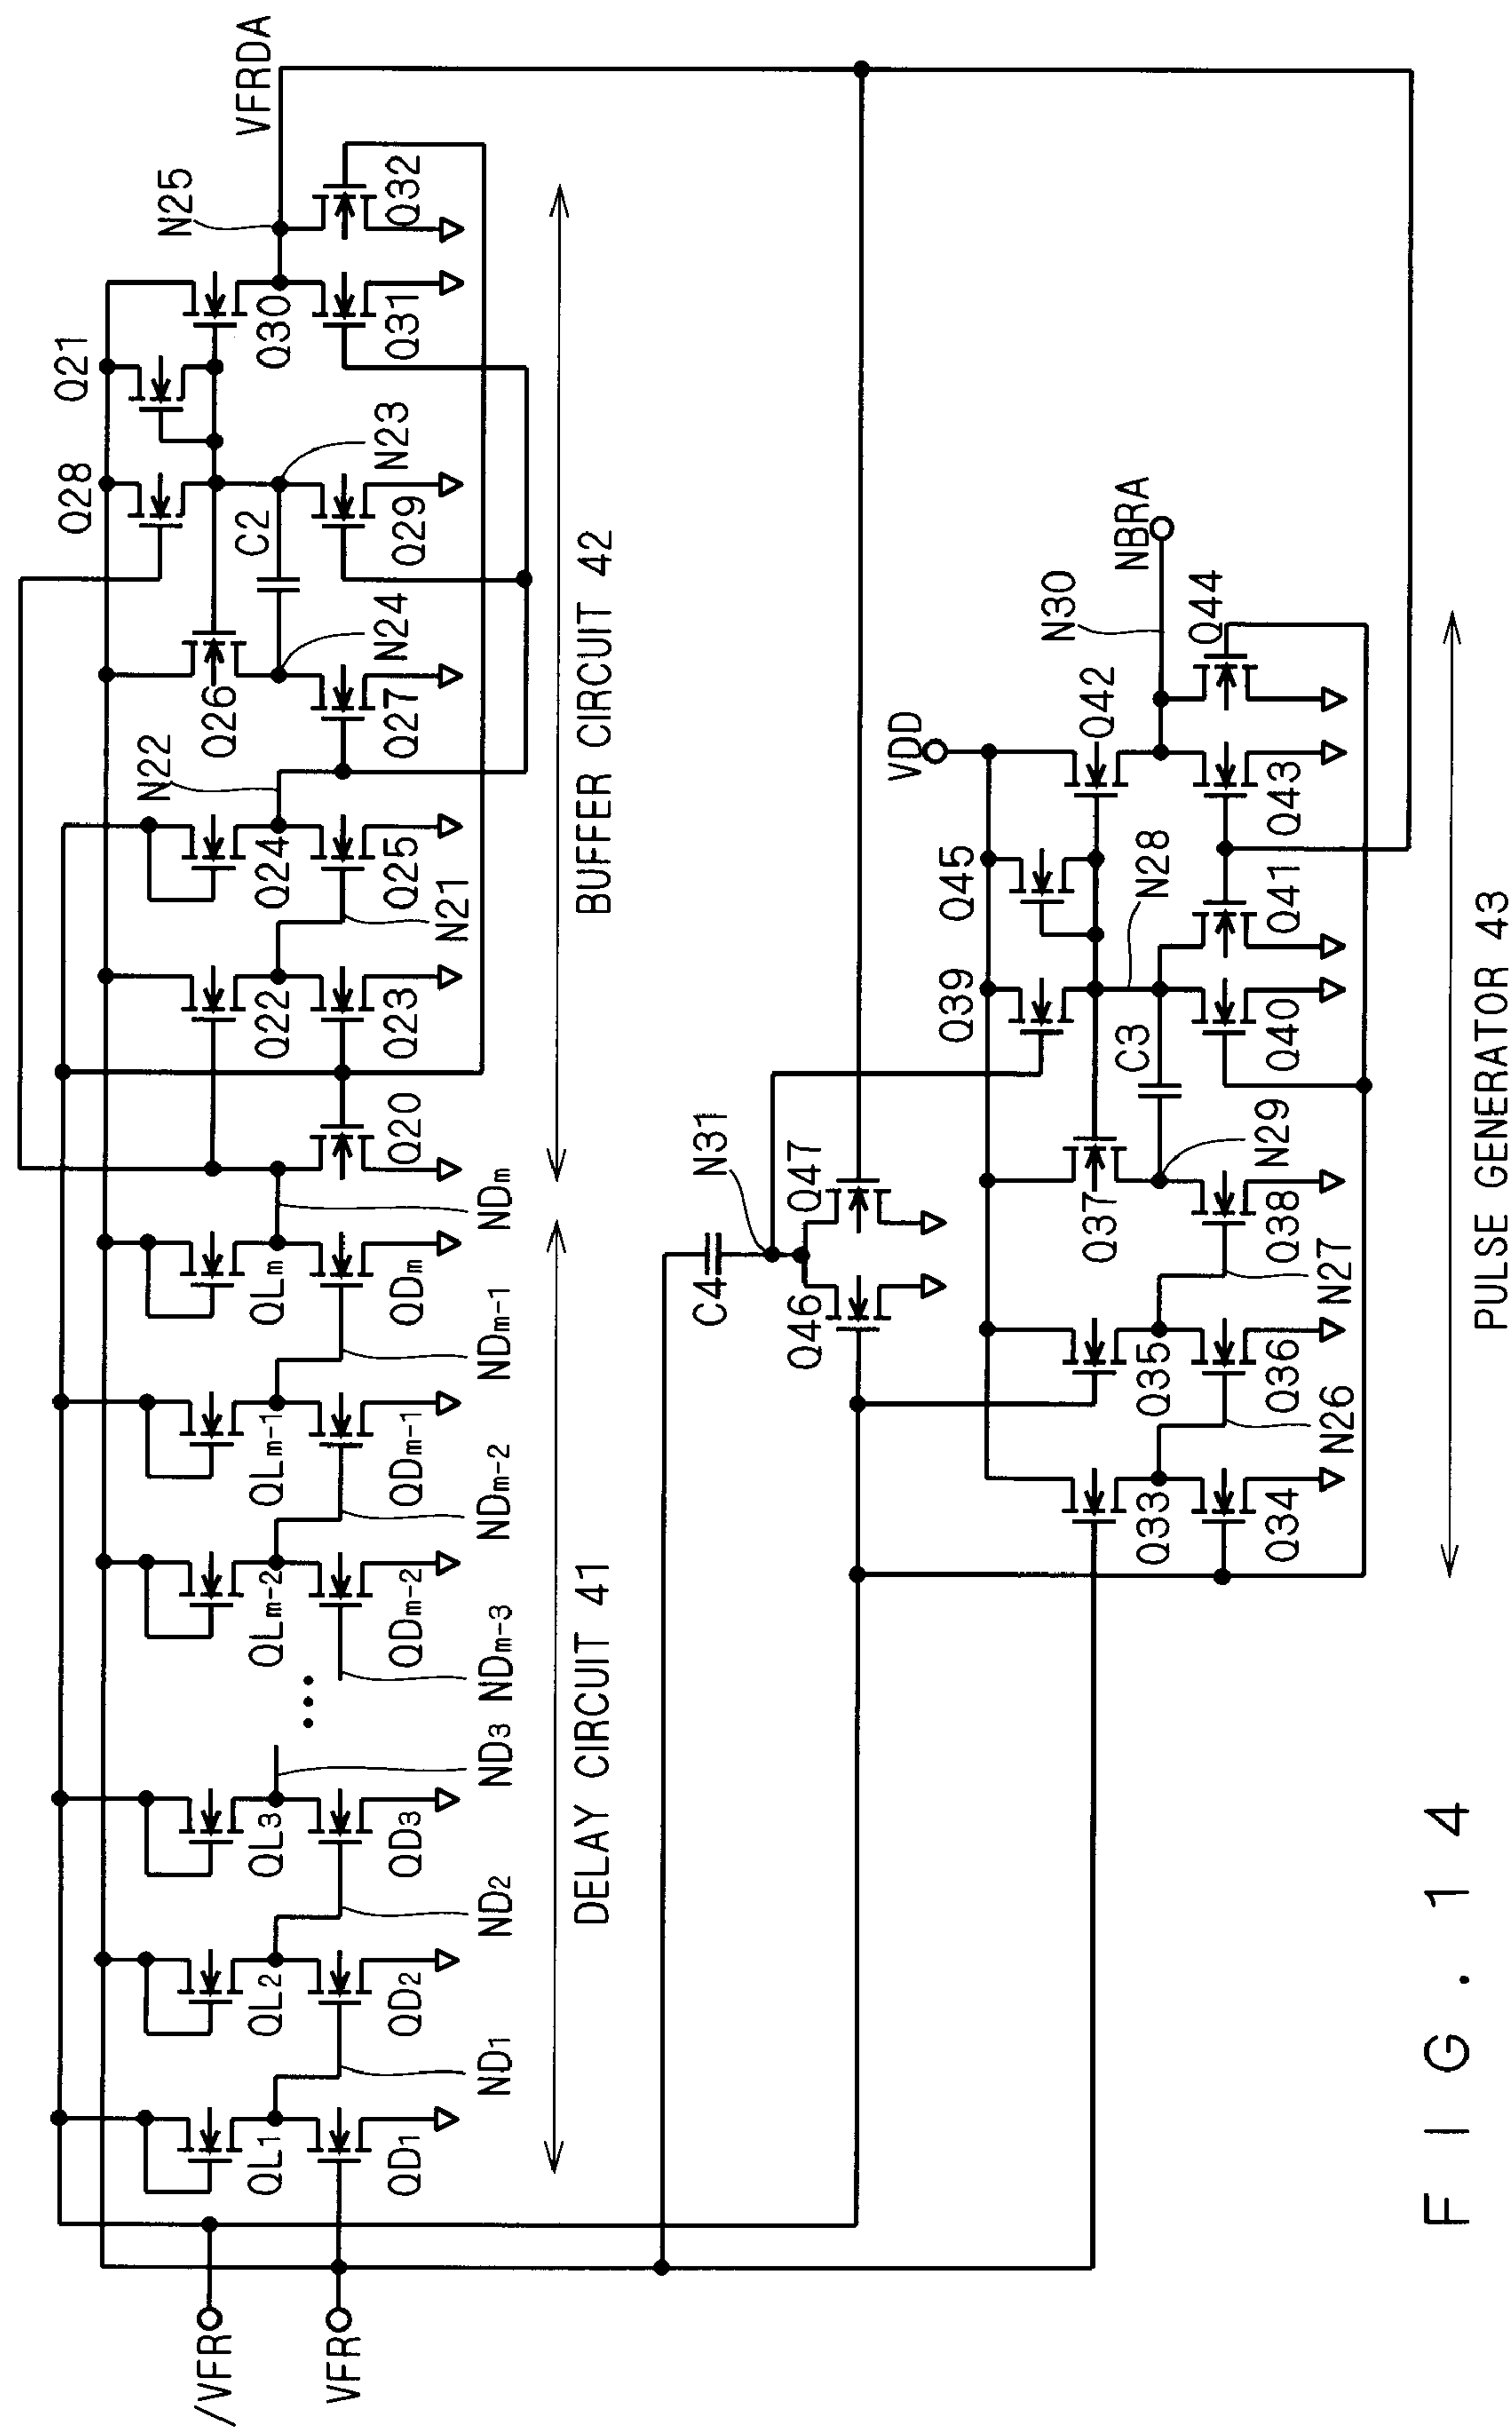 /VFR
VFR
QL1
QD1
ND1
QL2
QD2
ND2
QL3
QD3
ND3
...
NDm-3
QLm-2
QDm-2
NDm-2
QLm-1
QDm-1
NDm-1
QLm
QDm
NDm
DELAY CIRCUIT 41
Q20
Q22
Q23
N21
Q24
Q25
N22
Q26
Q27
N24
C2
Q28
Q29
N23
Q21
Q30
Q31
N25
Q32
VFRDA
BUFFER CIRCUIT 42
C4
N31
Q46
Q47
Q33
Q34
N26
Q35
Q36
N27
Q37
Q38
N29
C3
Q39
Q40
N28
Q41
Q45
VDD
Q42
Q43
N30
Q44
NBRA
PULSE GENERATOR 43
FIG. 14